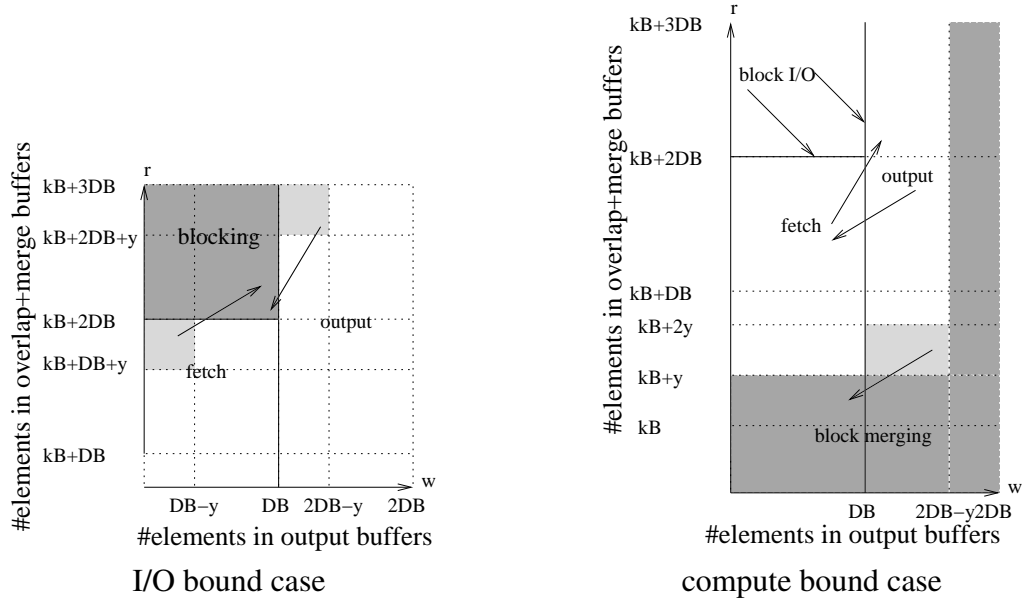 r
kB+3DB
kB+2DB+y
kB+2DB
kB+DB+y
kB+DB
#elements in overlap+merge buffers
blocking
output
fetch
w
DB−y
DB
2DB−y
2DB
#elements in output buffers
I/O bound case
r
kB+3DB
block I/O
kB+2DB
output
fetch
kB+DB
kB+2y
kB+y
kB
#elements in overlap+merge buffers
block merging
w
DB
2DB−y
2DB
#elements in output buffers
compute bound case